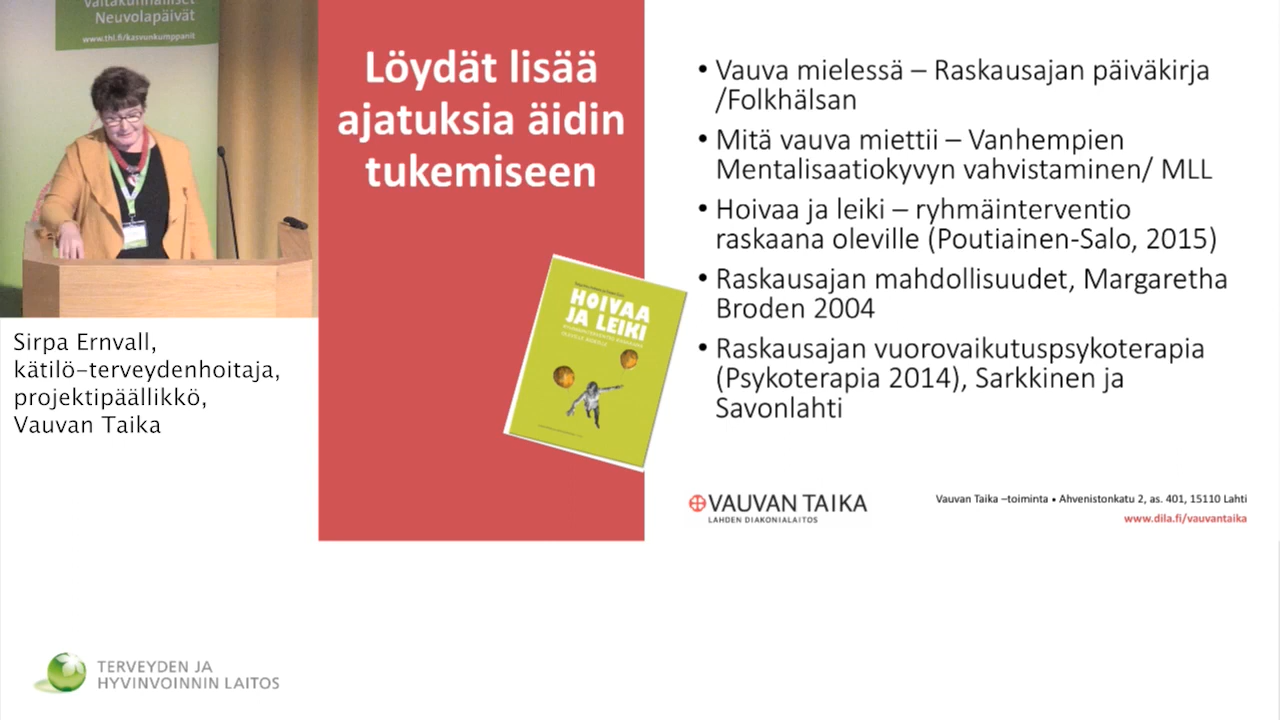 Valtakunnalliset
Neuvolapäivät
www.thl.fi/kasvunkumppanit
Sirpa Ernvall,
kätilö-terveydenhoitaja,
projektipäällikkö,
Vauvan Taika
Löydät lisää
ajatuksia äidin
tukemiseen
HOIVAA
JA LEIKI
• Vauva mielessä – Raskausajan päiväkirja
/Folkhälsan
• Mitä vauva miettii – Vanhempien
Mentalisaatiokyvyn vahvistaminen/ MLL
• Hoivaa ja leiki – ryhmäinterventio
raskaana oleville (Poutiainen-Salo, 2015)
• Raskausajan mahdollisuudet, Margaretha
Broden 2004
• Raskausajan vuorovaikutuspsykoterapia
(Psykoterapia 2014), Sarkkinen ja
Savonlahti
VAUVAN TAIKA
LAHDEN DIAKONIALAITOS
Vauvan Taika –toiminta • Ahvenistonkatu 2, as. 401, 15110 Lahti
www.dila.fi/vauvantaika
TERVEYDEN JA
HYVINVOINNIN LAITOS